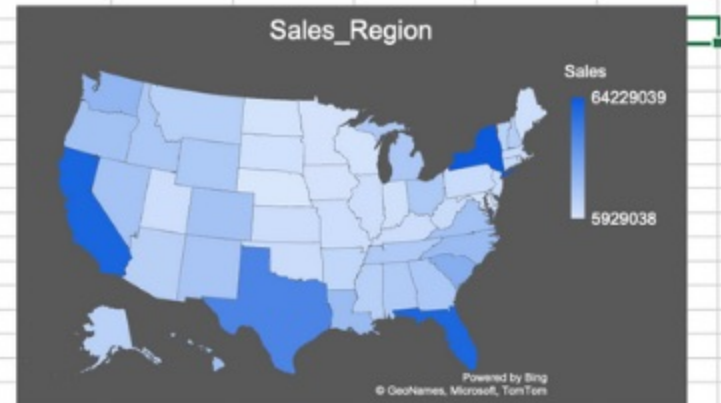 Sales_Region
Sales
64229039
5929038
Powered by Bing
© GeoNames, Microsoft, TomTom